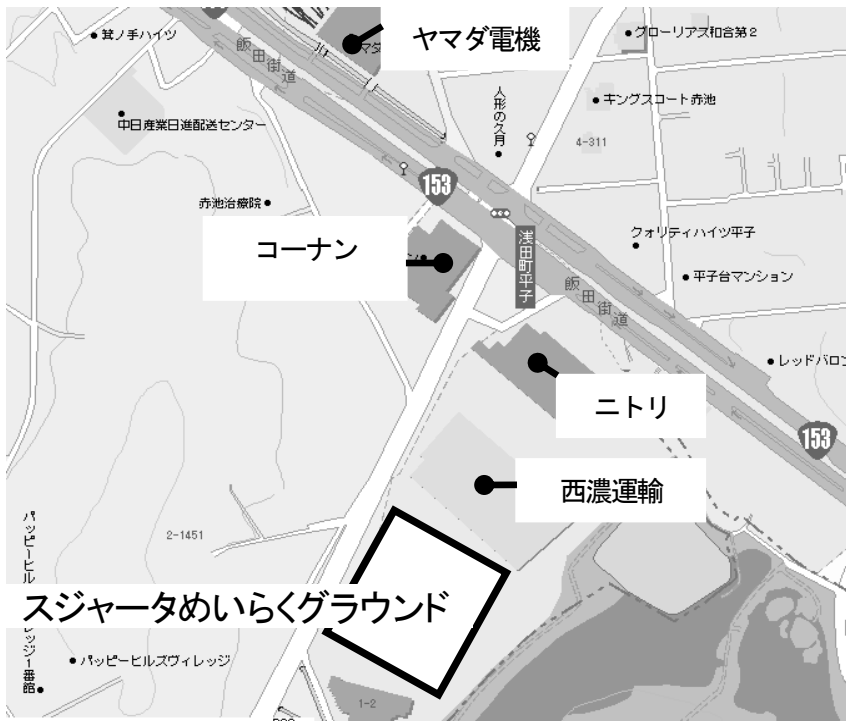 箕ノ手ハイツ
飯田街道
ヤマダ電機
グローリアス和合第2
中日産業日進配送センター
人形の久月
キングスコート赤池
4-311
153
赤池治療院
コーナン
浅田町平子
クォリティハイツ平子
平子台マンション
飯田街道
レッドバロン
ニトリ
153
西濃運輸
2-1451
スジャータめいらくグラウンド
パッピーヒルズヴィレッジ
1-2